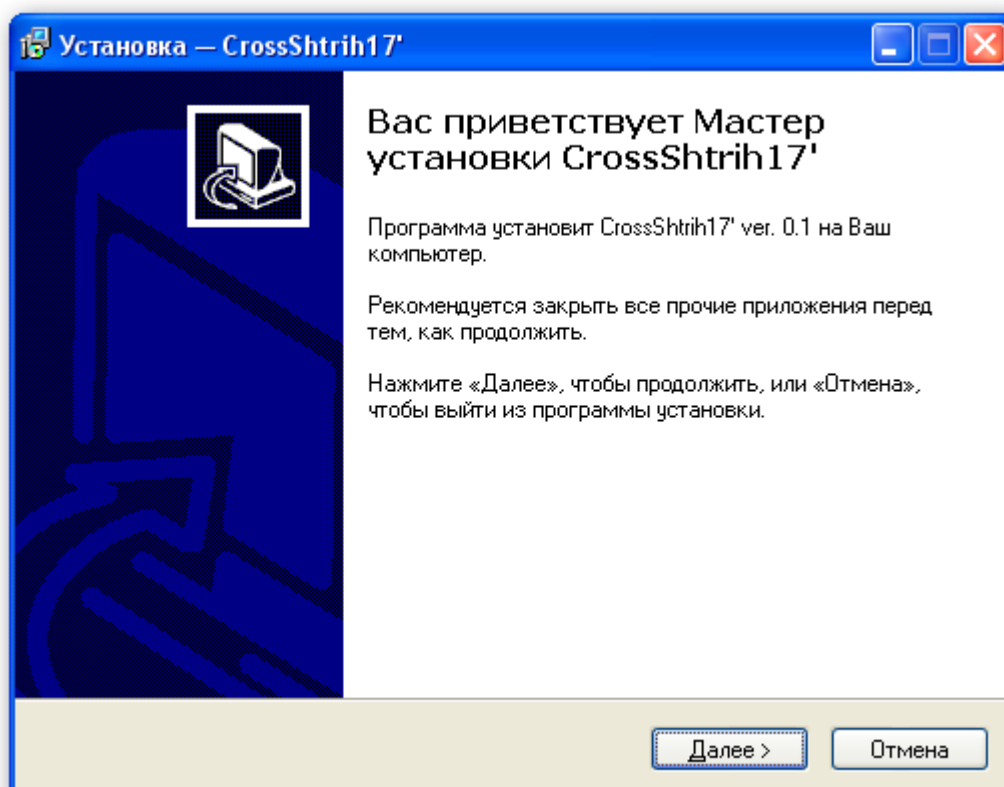 Установка — CrossShtrih17'
Вас приветствует Мастер
установки CrossShtrih17'
Программа установит CrossShtrih17' ver. 0.1 на Ваш
компьютер.
Рекомендуется закрыть все прочие приложения перед
тем, как продолжить.
Нажмите «Далее», чтобы продолжить, или «Отмена»,
чтобы выйти из программы установки.
Далее >
Отмена